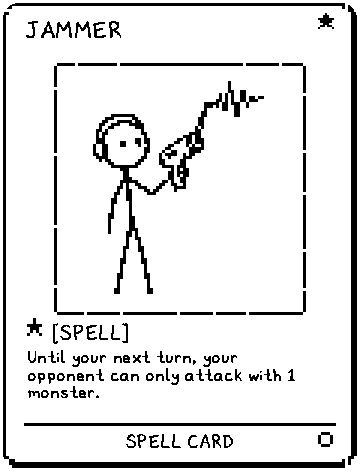 JAMMER
[SPELL]
Until your next turn, your
opponent can only attack with 1
monster.
SPELL CARD